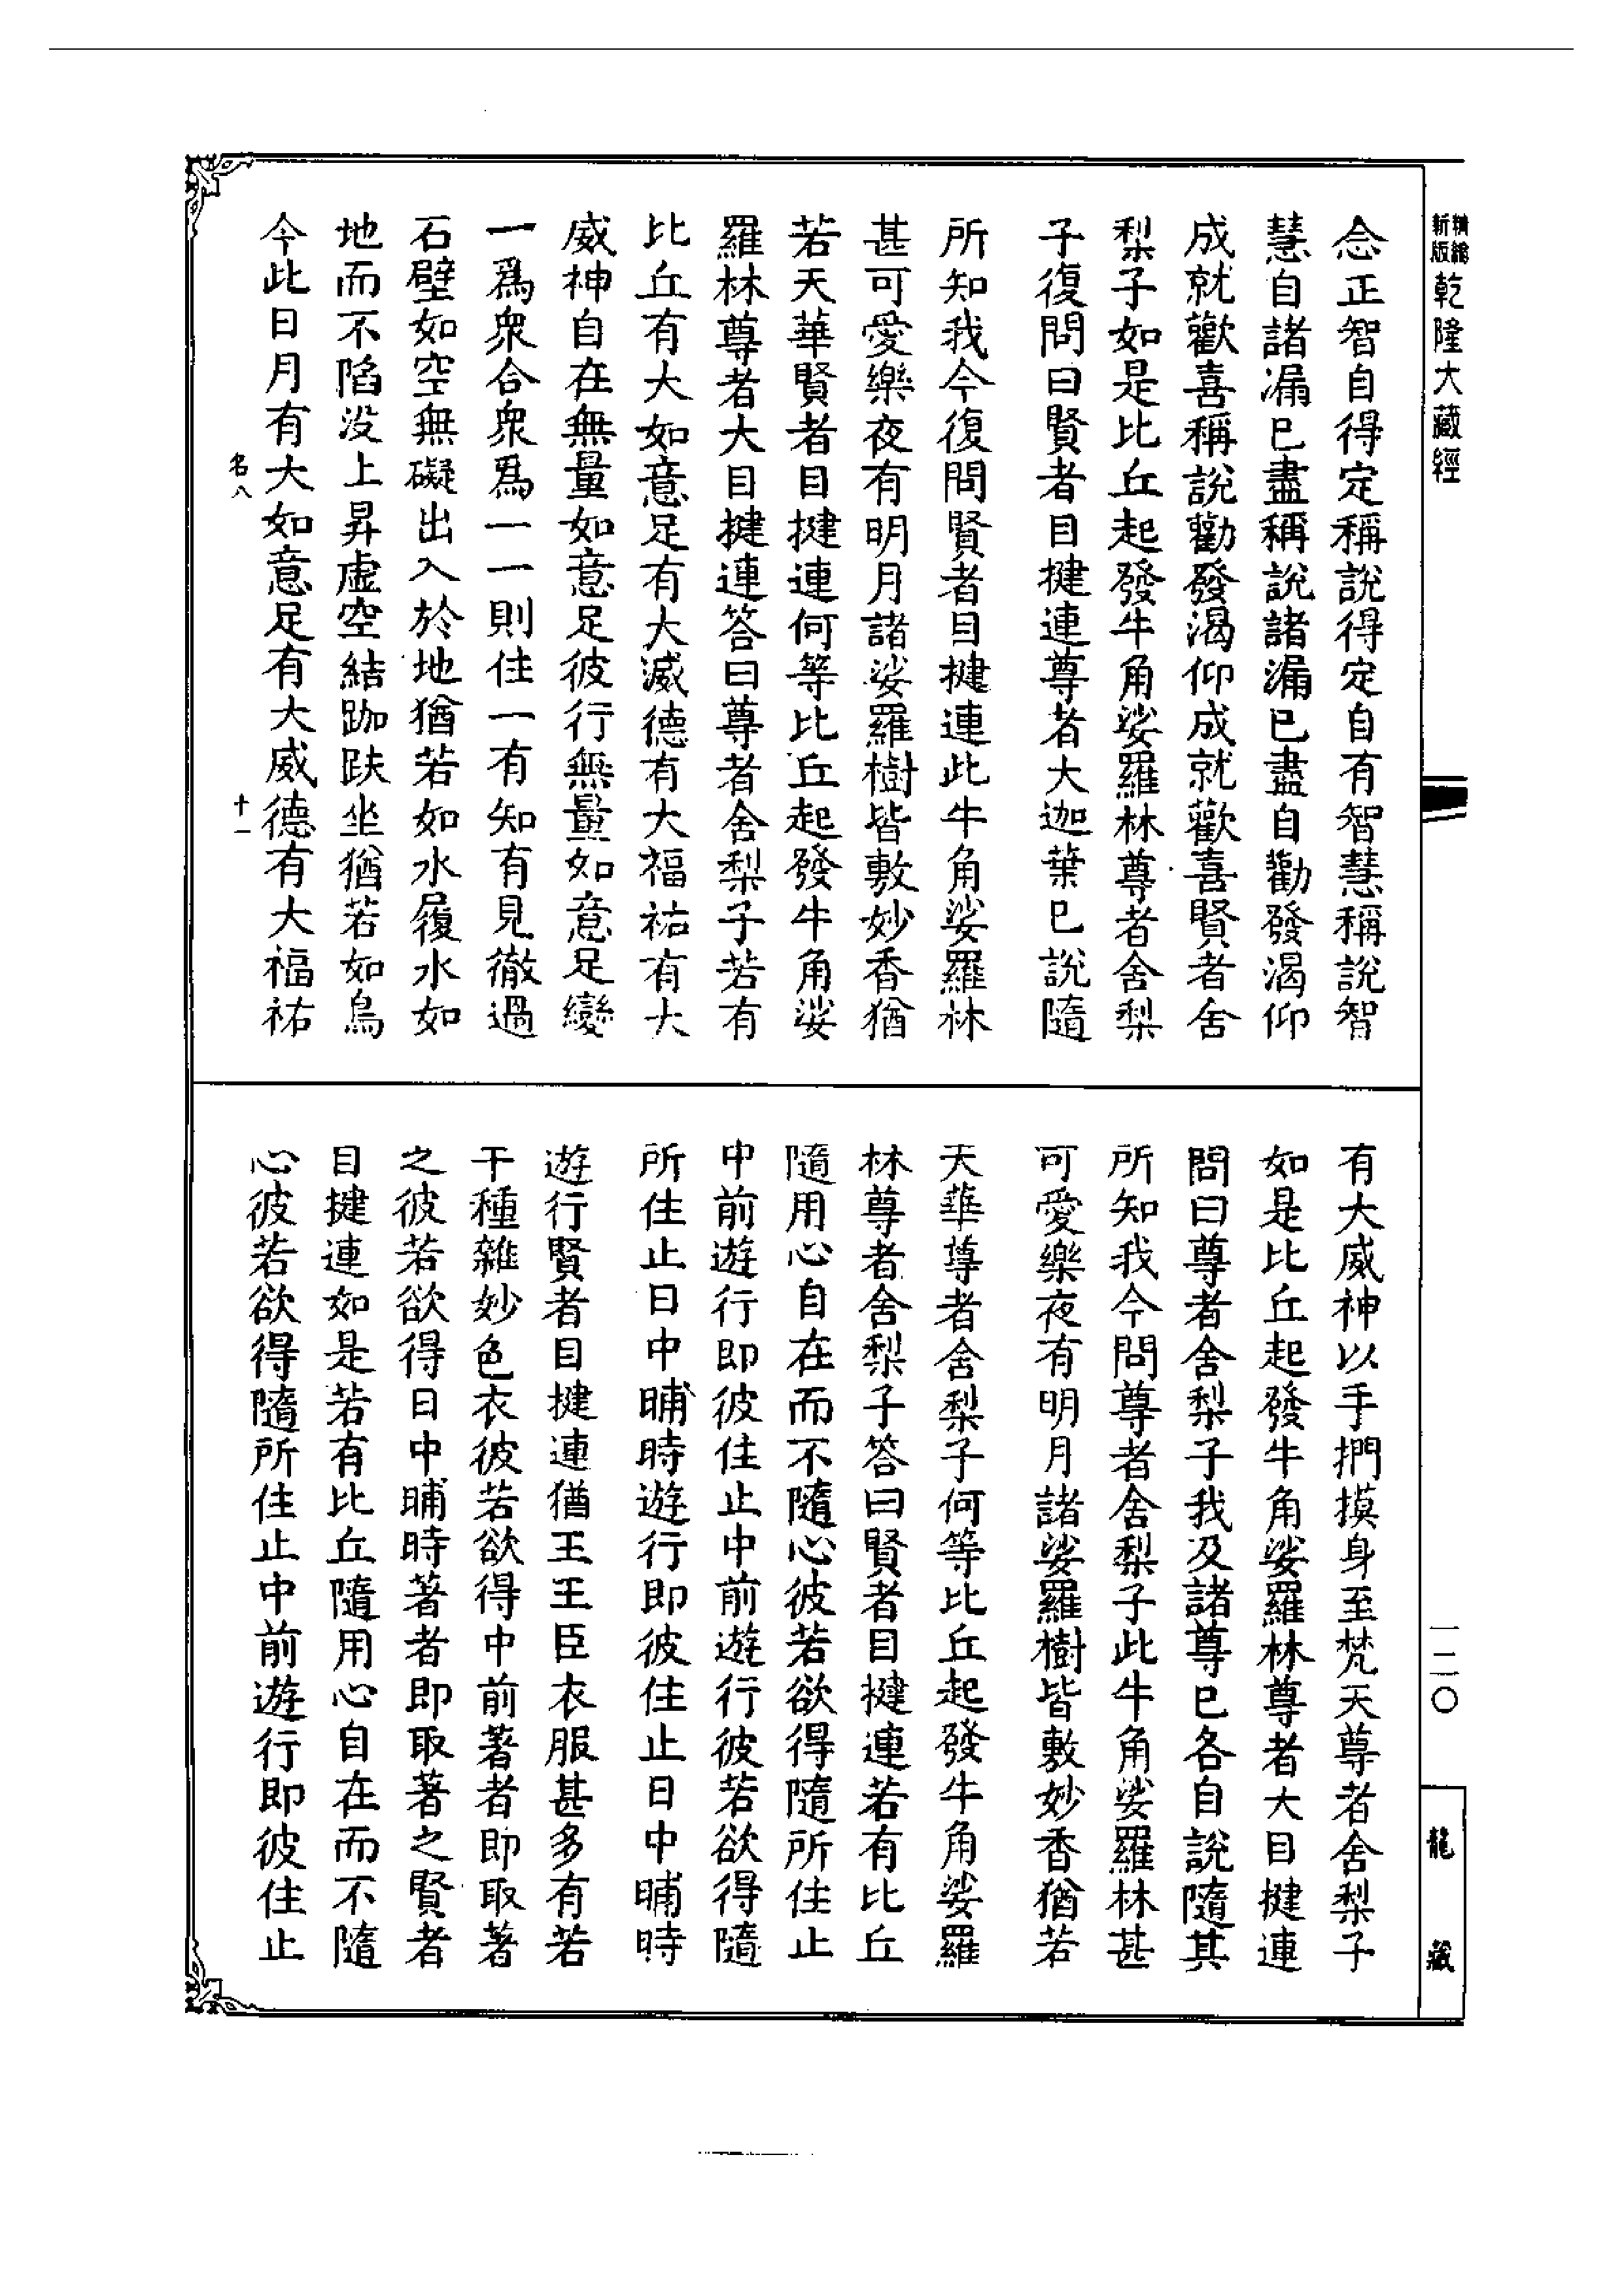 精縮新版乾隆大藏經
一二〇
龍藏
念正智自得定稱說得定自有智慧稱說智
慧自諸漏已盡稱說諸漏已盡自勸發渴仰
成就歡喜稱說勸發渴仰成就歡喜賢者舍
梨子如是比丘起發牛角娑羅林尊者舍梨
子復問曰賢者目揵連尊者大迦葉已說隨
所知我今復問賢者目揵連此牛角娑羅林
甚可愛樂夜有明月諸娑羅樹皆敷妙香猶
若天華賢者目揵連何等比丘起發牛角娑
羅林尊者大目揵連答曰尊者舍梨子若有
比丘有大如意足有大威德有大福祐有大
威神自在無量如意足彼行無量如意足變
一爲衆合衆爲一一則住一有知有見徹過
石壁如空無礙出入於地猶若如水履水如
地而不陷没上昇虛空結跏趺坐猶若如鳥
今此日月有大如意足有大威德有大福祐
名八
十一
有大威神以手捫摸身至梵天尊者舍梨子
如是比丘起發牛角娑羅林尊者大目揵連
問曰尊者舍梨子我及諸尊已各自說隨其
所知我今問尊者舍梨子此牛角娑羅林甚
可愛樂夜有明月諸娑羅樹皆敷妙香猶若
天華尊者舍梨子何等比丘起發牛角娑羅
林尊者舍梨子答曰賢者目揵連若有比丘
隨用心自在而不隨心彼若欲得隨所住止
中前遊行即彼住止中前遊行彼若欲得隨
所住止日中晡時遊行即彼住止日中晡時
遊行賢者目揵連猶王王臣衣服甚多有若
干種雜妙色衣彼若欲得中前著者即取著
之彼若欲得日中晡時著者即取著之賢者
目揵連如是若有比丘隨用心自在而不隨
心彼若欲得隨所住止中前遊行即彼住止